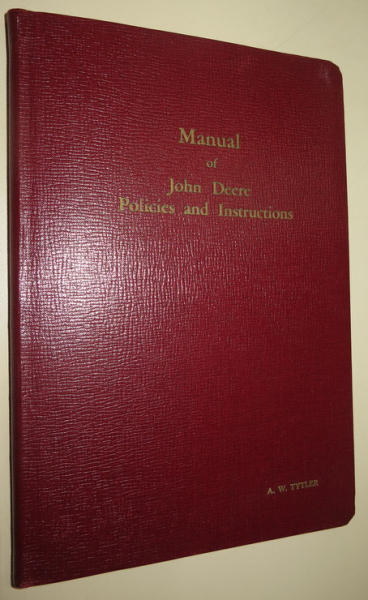 Manual
of
John Deere
Policies and Instructions
A. W. TYTLER